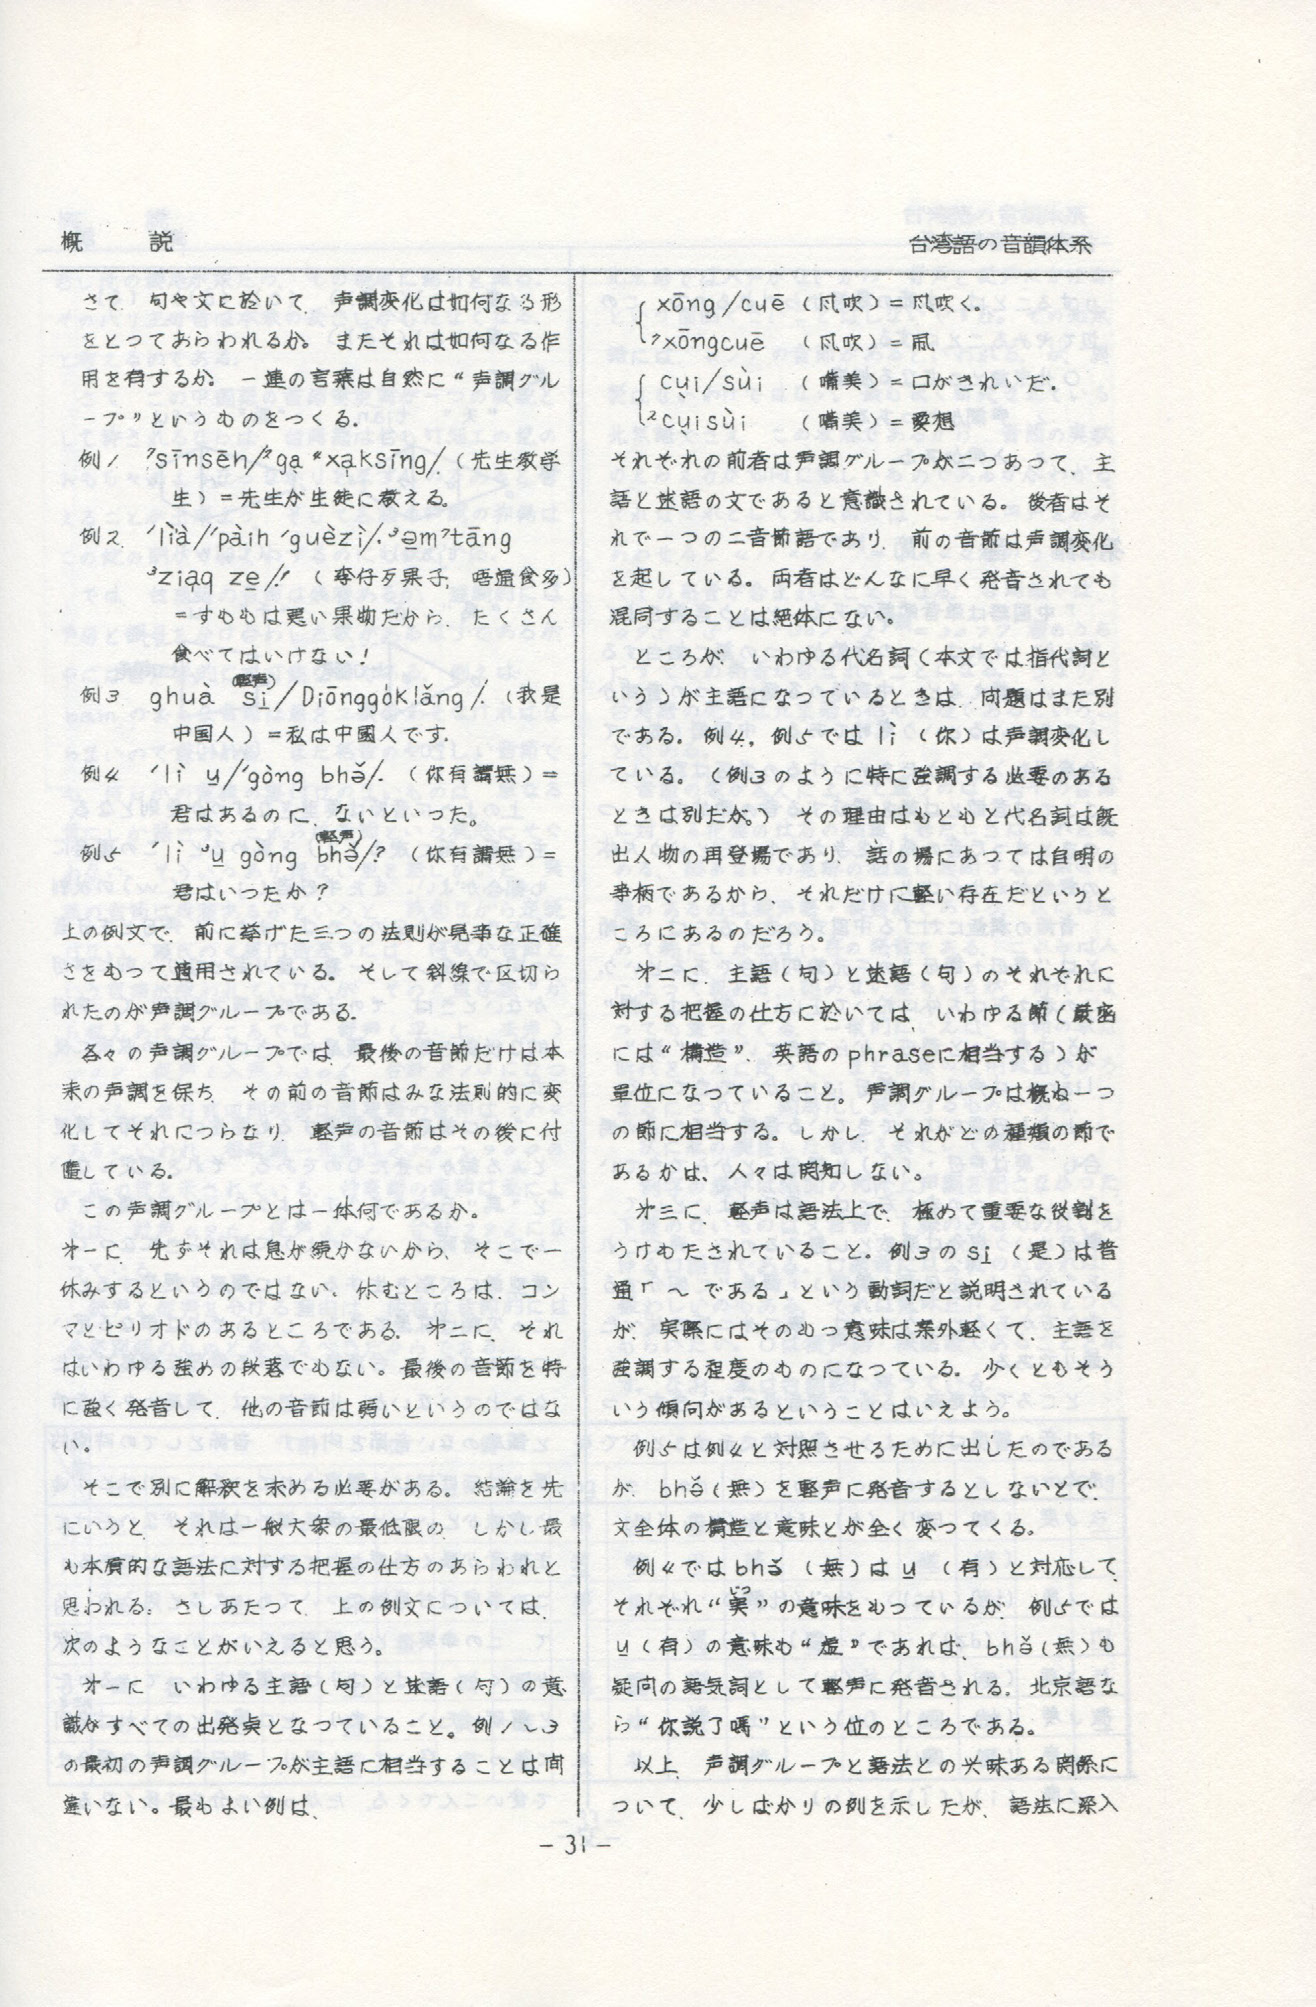 概　説
台湾語の音韻体系
さて、句や文に於いて、声調変化は如何なる形
をとつてあらわれるか。またそれは如何なる作
用を有するか。一連の言葉は自然に“声調グル
ープ”というものをつくる。
例1 ⁷sīnsēh/²ga̠ ⁸xa̠ksīng/.（先生教学
生）＝先生が生徒に教える。
例2 ′lìà/′pàih ′guèzì/.³əm⁷tāng
³zia̠q ze̠/!（李仔歹果子，唔通食多）
＝すももは悪い果物だから、たくさん
食べてはいけない！
例3 ghuà si̠(軽声)/Diōnggókláng/.（我是
中国人）＝私は中國人です.
例4 ′lì u̠/′gòng bhə̌/.（你有講無）＝
君はあるのに、ないといつた。
例5 ′lì ³u̠ gòng bhə̌(軽声)/?（你有講無）＝
君はいつたか？
上の例文で、前に挙げた三つの法則が見事な正確
さをもつて適用されている。そして斜線で区切ら
れたのが声調グループである.
各々の声調グループでは、最後の音節だけは本
来の声調を保ち、その前の音節はみな法則的に変
化してそれにつらなり、軽声の音節はその後に付
置している。
この声調グループとは一体何であるか。
オ一に、先ずそれは息が続かないから、そこで一
休みするというのではない。休むところは、コン
マとピリオドのあるところである。オ二に、それ
はいわゆる強めの段落でもない。最後の音節を特
に強く発音して、他の音節は弱いというのではな
い。
そこで別に解釈を求める必要がある。結論を先
にいうと、それは一般大衆の最低限の、しかし最
も本質的な語法に対する把握の仕方のあらわれと
思われる。さしあたつて、上の例文については、
次のようなことがいえると思う。
オ一に、いわゆる主語（句）と述語（句）の意
識がすべての出発点となつていること。例1～3
の最初の声調グループが主語に相当することは間
違いない。最もよい例は、
xōng/cuē（風吹）＝風吹く。
⁷xōngcuē（風吹）＝凧
cu̠i/sùi（嘴美）＝口がきれいだ.
²cu̠isùi（嘴美）＝愛想
それぞれの前者は声調グループが二つあつて、主
語と述語の文であると意識されている。後者はそ
れで一つの二音節語であり、前の音節は声調変化
を起している。両者はどんなに早く発音されても
混同することは絶体にない。
ところが、いわゆる代名詞（本文では指代詞と
いう）が主語になつているときは、問題はまた別
である。例4，例5では lì（你）は声調変化し
ている。（例3のように特に強調する必要のある
ときは別だが。）その理由はもともと代名詞は既
出人物の再登場であり、話の場にあつては自明の
事柄であるから、それだけに軽い存在だというと
ころにあるのだろう。
オ二に、主語（句）と述語（句）のそれぞれに
対する把握の仕方に於いては、いわゆる節（厳密
には“構造”、英語のphraseに相当する）が
単位になつていること。声調グループは概ね一つ
の節に相当する。しかし、それがどの種類の節で
あるかは、人々は関知しない。
オ三に、軽声は語法上で、極めて重要な役割を
うけもたされていること。例3の si̠（是）は普
通「～である」という動詞だと説明されている
が、実際にはそのもつ意味は案外軽くて、主語を
強調する程度のものになつている。少くともそう
いう傾向があるということはいえよう。
例5は例4と対照させるために出したのである
が、bhə̌（無）を軽声に発音するとしないとで、
文全体の構造と意味とが全く変つてくる。
例4では bhə̌（無）は u̠（有）と対応して、
それぞれ“実(じつ)”の意味をもつているが、例5では
u̠（有）の意味も“虚”であれば、bhə̌（無）も
疑問の語気詞として軽声に発音される。北京語な
ら“你説了嗎”という位のところである。
以上、声調グループと語法との興味ある関係に
ついて、少しばかりの例を示したが、語法に深入
－31－